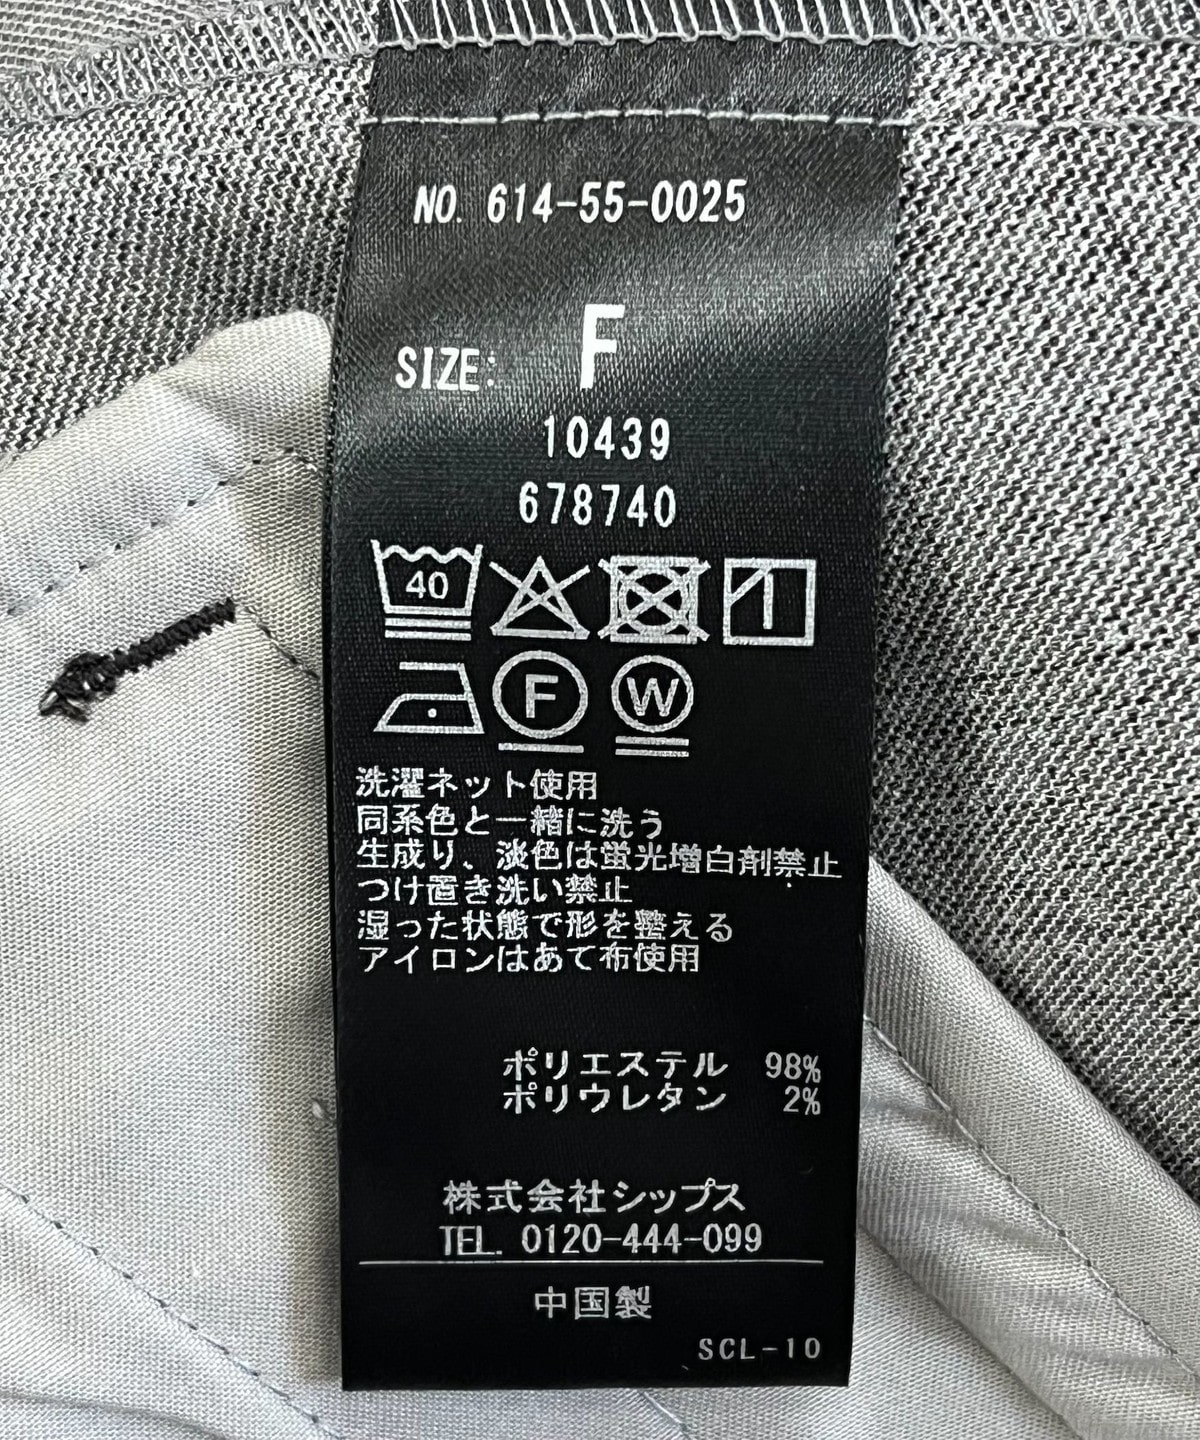 NO. 614-55-0025
SIZE: F
10439
678740
40
F W
洗濯ネット使用
同系色と一緒に洗う
生成り、淡色は蛍光増白剤禁止
つけ置き洗い禁止
湿った状態で形を整える
アイロンはあて布使用
ポリエステル 98%
ポリウレタン 2%
株式会社シップス
TEL. 0120-444-099
中国製
SCL-10